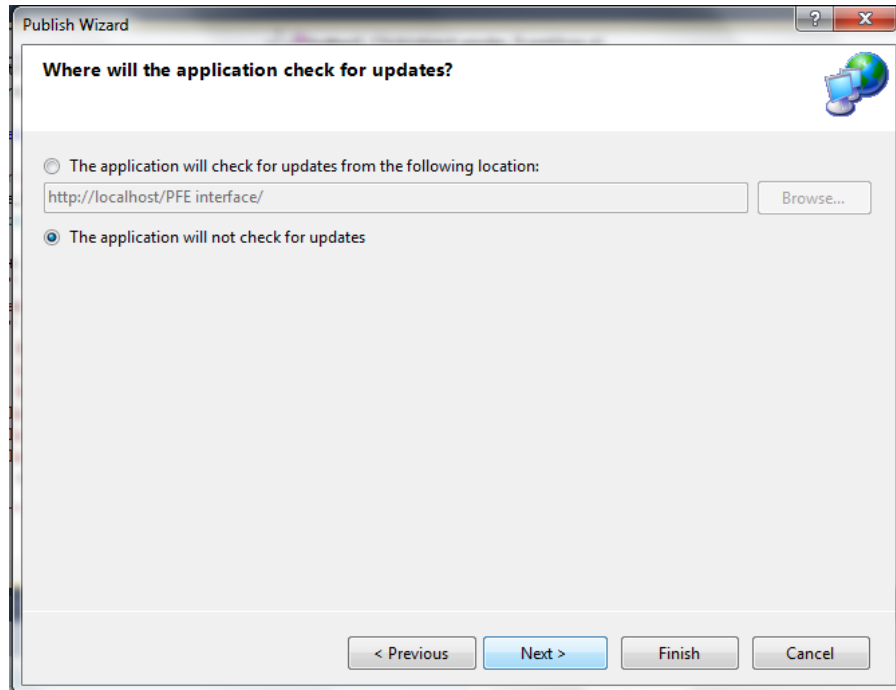 Publish Wizard
Where will the application check for updates?
The application will check for updates from the following location:
http://localhost/PFE interface/
Browse...
The application will not check for updates
< Previous
Next >
Finish
Cancel